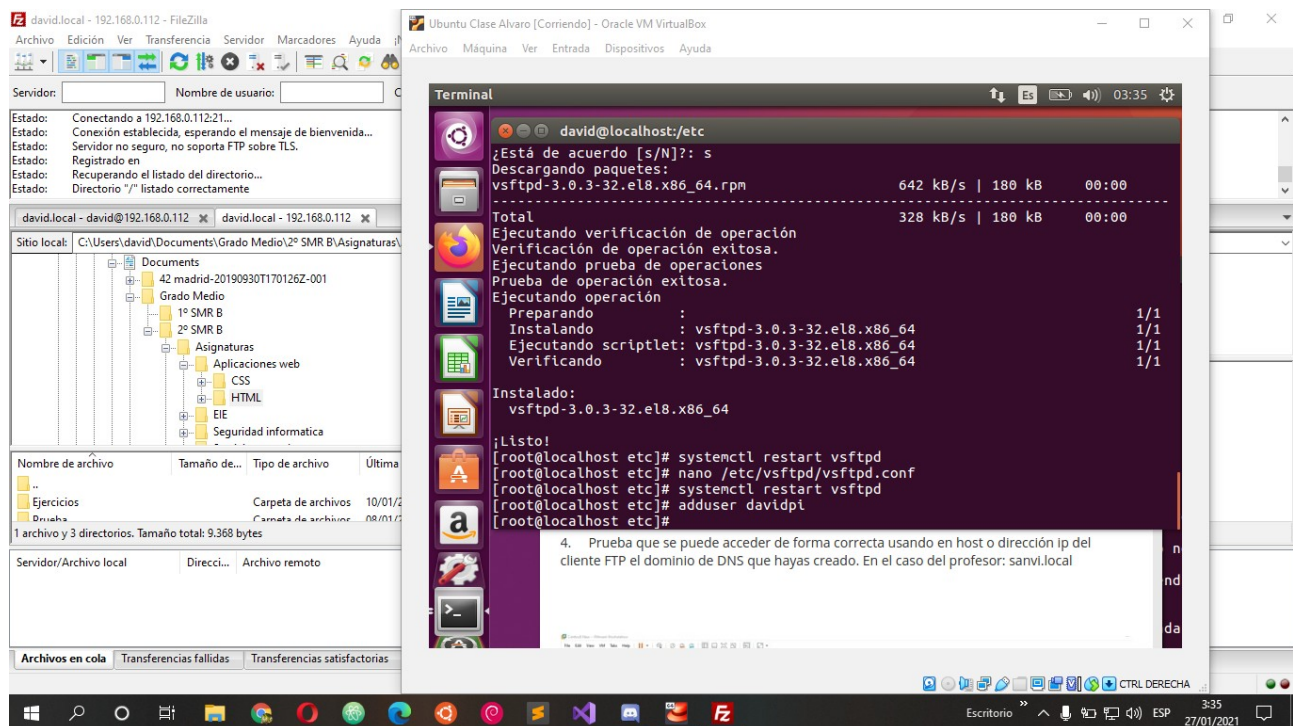 david.local - 192.168.0.112 - FileZilla
Archivo Edición Ver Transferencia Servidor Marcadores Ayuda
Servidor: Nombre de usuario: C
Estado: Conectando a 192.168.0.112:21...
Estado: Conexión establecida, esperando el mensaje de bienvenida...
Estado: Servidor no seguro, no soporta FTP sobre TLS.
Estado: Registrado en
Estado: Recuperando el listado del directorio...
Estado: Directorio "/" listado correctamente
david.local - david@192.168.0.112 david.local - 192.168.0.112
Sitio local: C:\Users\david\Documents\Grado Medio\2º SMR B\Asignaturas\
Documents
42 madrid-20190930T170126Z-001
Grado Medio
1º SMR B
2º SMR B
Asignaturas
Aplicaciones web
CSS
HTML
EIE
Seguridad informatica
Nombre de archivo Tamaño de... Tipo de archivo Última
..
Ejercicios Carpeta de archivos 10/01/2
Prueba Carpeta de archivos 08/01/2
1 archivo y 3 directorios. Tamaño total: 9.368 bytes
Servidor/Archivo local Direcci... Archivo remoto
Archivos en cola Transferencias fallidas Transferencias satisfactorias
Ubuntu Clase Alvaro [Corriendo] - Oracle VM VirtualBox
Archivo Máquina Ver Entrada Dispositivos Ayuda
Terminal Es 03:35
david@localhost:/etc
¿Está de acuerdo [s/N]?: s
Descargando paquetes:
vsftpd-3.0.3-32.el8.x86_64.rpm 642 kB/s | 180 kB 00:00
--------------------------------------------------------------------------------
Total 328 kB/s | 180 kB 00:00
Ejecutando verificación de operación
Verificación de operación exitosa.
Ejecutando prueba de operaciones
Prueba de operación exitosa.
Ejecutando operación
Preparando : 1/1
Instalando : vsftpd-3.0.3-32.el8.x86_64 1/1
Ejecutando scriptlet: vsftpd-3.0.3-32.el8.x86_64 1/1
Verificando : vsftpd-3.0.3-32.el8.x86_64 1/1
Instalado:
vsftpd-3.0.3-32.el8.x86_64
¡Listo!
[root@localhost etc]# systemctl restart vsftpd
[root@localhost etc]# nano /etc/vsftpd/vsftpd.conf
[root@localhost etc]# systemctl restart vsftpd
[root@localhost etc]# adduser davidpi
[root@localhost etc]#
4. Prueba que se puede acceder de forma correcta usando en host o dirección ip del
cliente FTP el dominio de DNS que hayas creado. En el caso del profesor: sanvi.local
n
nd
da
CTRL DERECHA
Escritorio ESP 3:35
27/01/2021